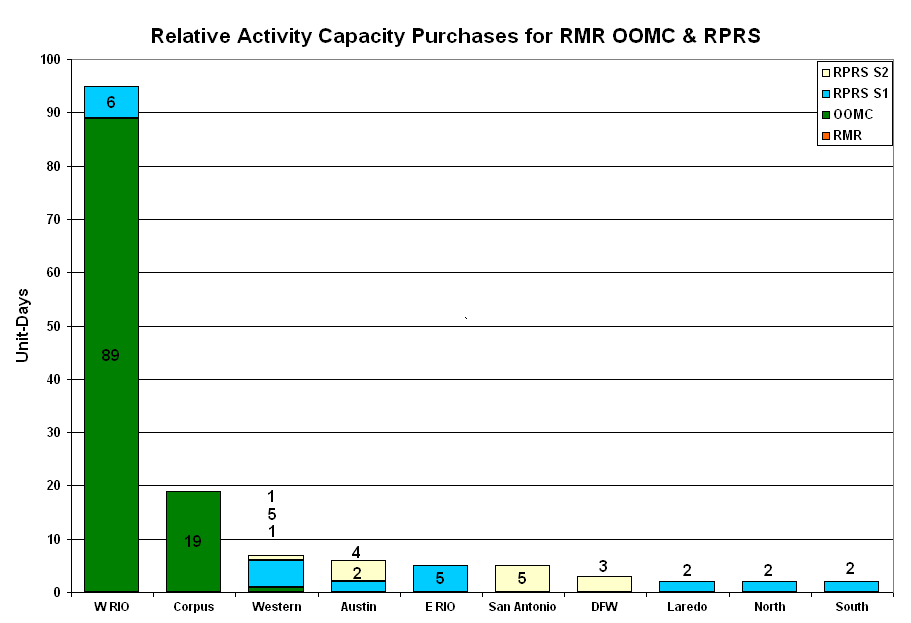 Relative Activity Capacity Purchases for RMR OOMC & RPRS
RPRS S2
RPRS S1
OOMC
RMR
Unit-Days
100
90
80
70
60
50
40
30
20
10
0
6
89
19
1
5
1
4
2
5
5
3
2
2
2
W RIO
Corpus
Western
Austin
E RIO
San Antonio
DFW
Laredo
North
South